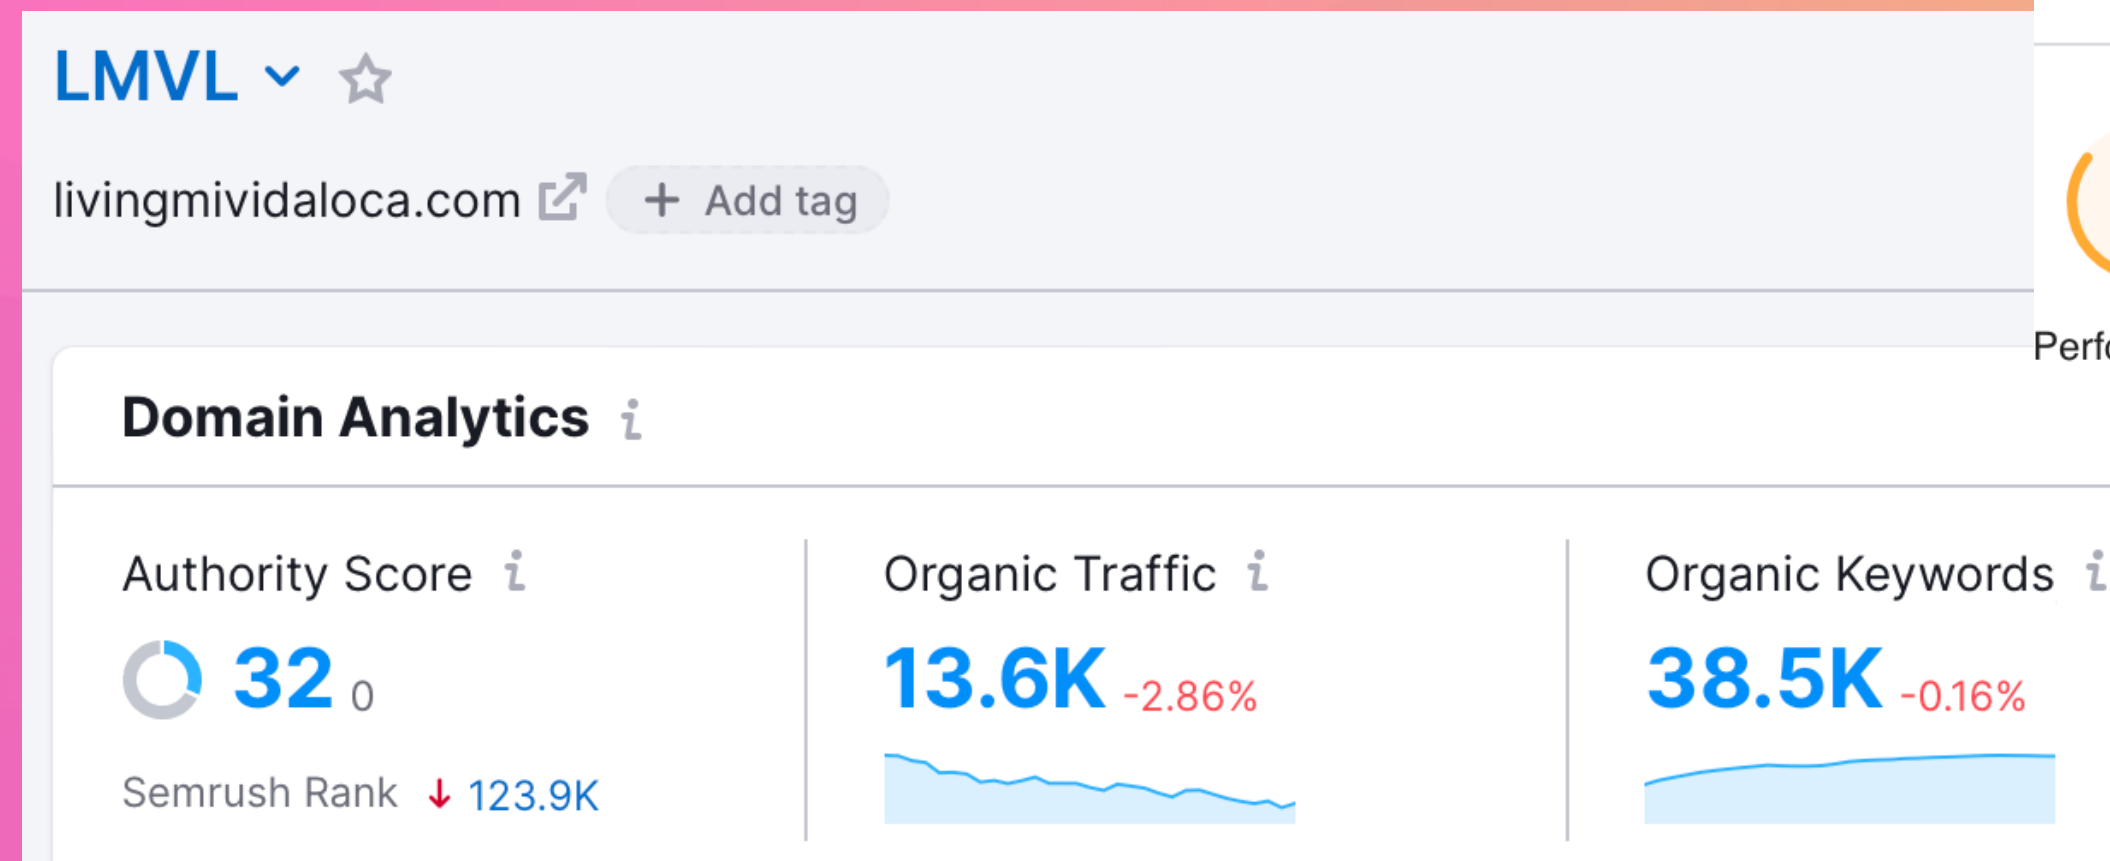 LMVL
livingmividaloca.com + Add tag
Domain Analytics i
Authority Score i
32 0
Semrush Rank ↓ 123.9K
Organic Traffic i
13.6K -2.86%
Organic Keywords i
38.5K -0.16%